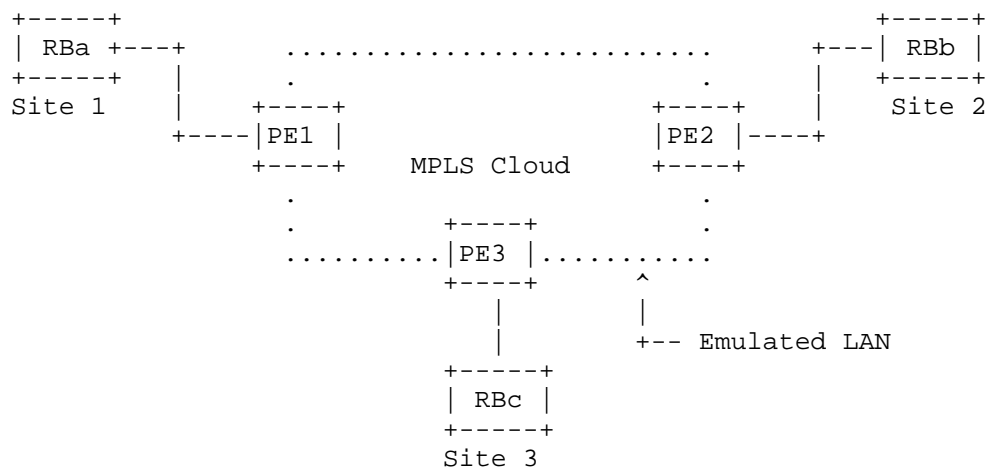 RBa RBb
Site 1 Site 2
PE1 PE2
MPLS Cloud
PE3
Emulated LAN
RBc
Site 3